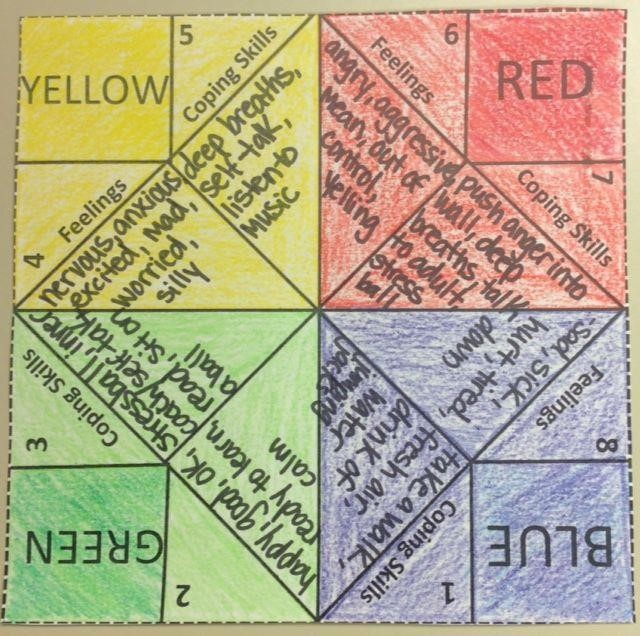 YELLOW
5
Coping Skills
deep breaths,
self-talk,
listen to
music
4
Feelings
nervous, anxious,
excited, mad,
worried,
silly
6
Feelings
angry, aggressive,
mean, out of
control,
yelling
RED
7
Coping Skills
push anger into
wall, deep
breaths, talk
to adult,
stress
ball
3
Coping Skills
stressball, inner
coach/self talk,
read, sit on
a ball
GREEN
2
happy, good, ok,
ready to learn,
calm
8
Feelings
Sad, sick,
hurt, tired,
down
BLUE
1
Coping Skills
take a walk,
fresh air,
drink of
water